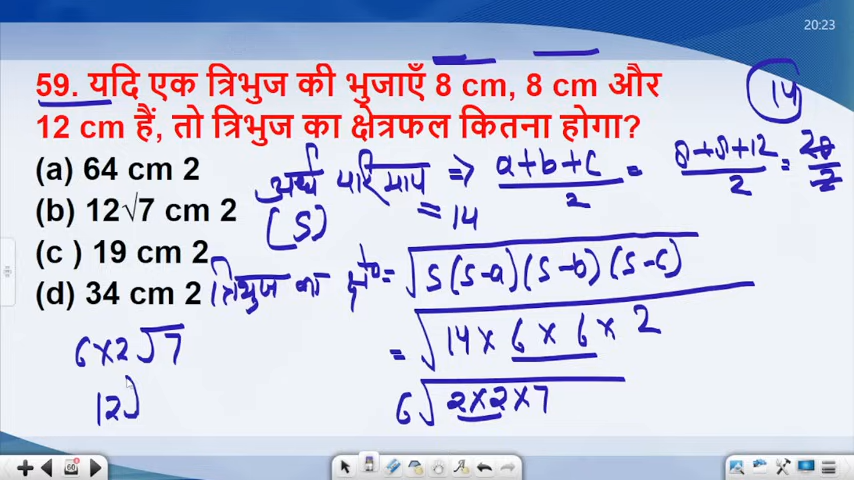 20:23
59. यदि एक त्रिभुज की भुजाएँ 8 cm, 8 cm और
12 cm हैं, तो त्रिभुज का क्षेत्रफल कितना होगा?
14
(a) 64 cm 2
(b) 12√7 cm 2
(c ) 19 cm 2
(d) 34 cm 2
अर्ध परिमाप ⇒ a+b+c/2 = 8+8+12/2 = 28/2
(S) = 14
त्रिभुज का क्षे० = √S(S-a)(S-b)(S-c)
= √14 × 6 × 6 × 2
6√2×2×7
6×2√7
12√